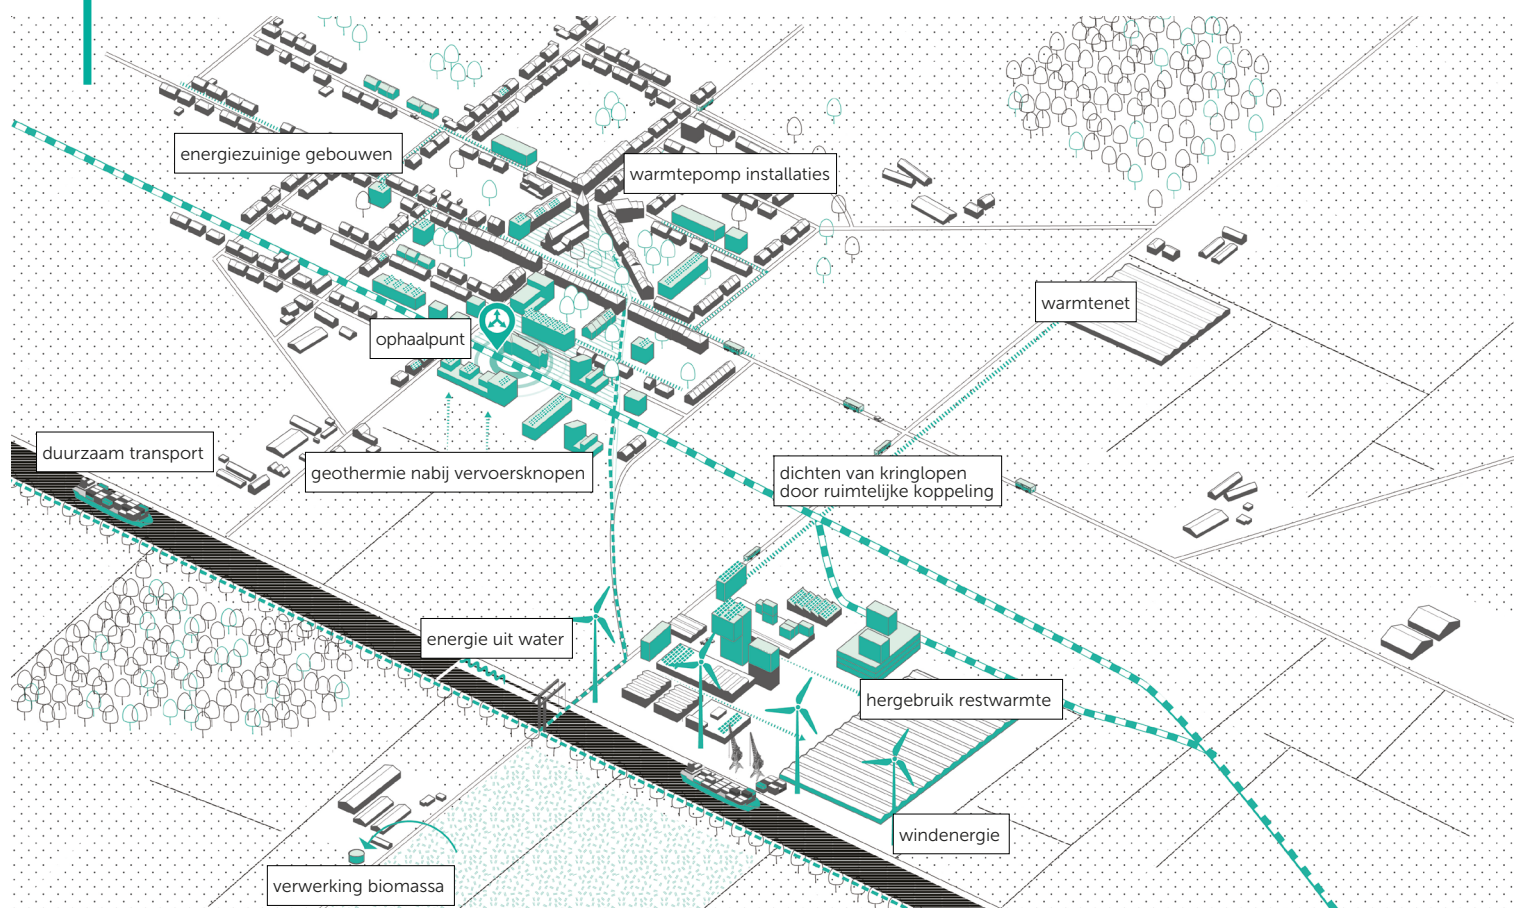 energiezuinige gebouwen
warmtepomp installaties
warmtenet
ophaalpunt
duurzaam transport
geothermie nabij vervoersknopen
dichten van kringlopen
door ruimtelijke koppeling
energie uit water
hergebruik restwarmte
windenergie
verwerking biomassa